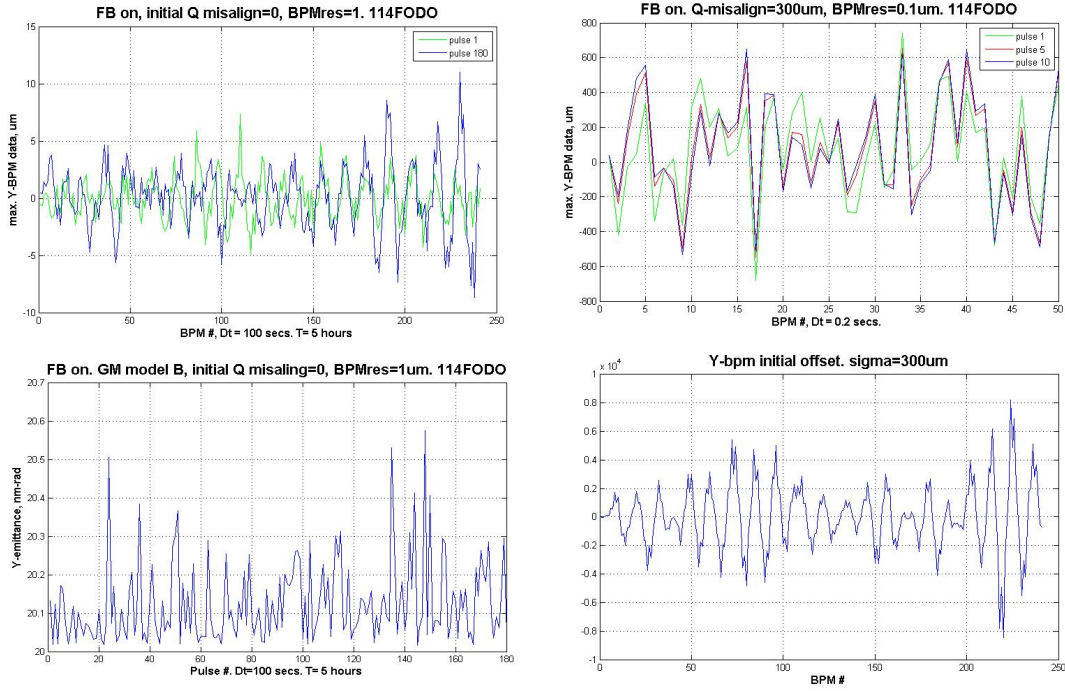 FB on, initial Q misalign=0, BPMres=1. 114FODO
max. Y-BPM data, um
15
10
5
0
-5
-10
0 50 100 150 200 250
BPM #, Dt = 100 secs. T= 5 hours
pulse 1
pulse 180
FB on. Q-misalign=300um, BPMres=0.1um. 114FODO
max. Y-BPM data, um
800
600
400
200
0
-200
-400
-600
-800
0 5 10 15 20 25 30 35 40 45 50
BPM #, Dt = 0.2 secs.
pulse 1
pulse 5
pulse 10
FB on. GM model B, initial Q misaling=0, BPMres=1um. 114FODO
Y-emittance, nm-rad
20.7
20.6
20.5
20.4
20.3
20.2
20.1
20
0 20 40 60 80 100 120 140 160 180
Pulse #. Dt=100 secs. T= 5 hours
Y-bpm initial offset. sigma=300um
x 10⁴
1
0.8
0.6
0.4
0.2
0
-0.2
-0.4
-0.6
-0.8
-1
0 50 100 150 200 250
BPM #